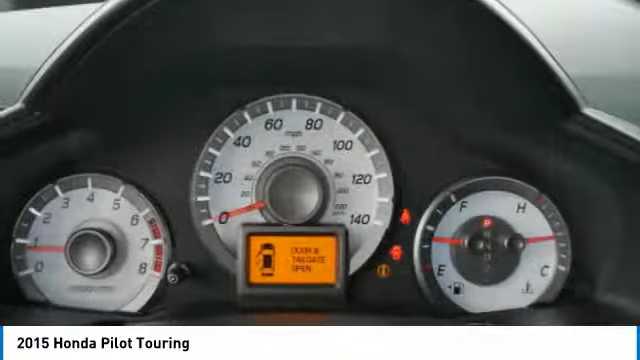 60 80
mph
40 100
20 120
0 140
3 4 5
2 6
1 7
0 8
DOOR &
TAILGATE
OPEN
P
F H
E C
2015 Honda Pilot Touring